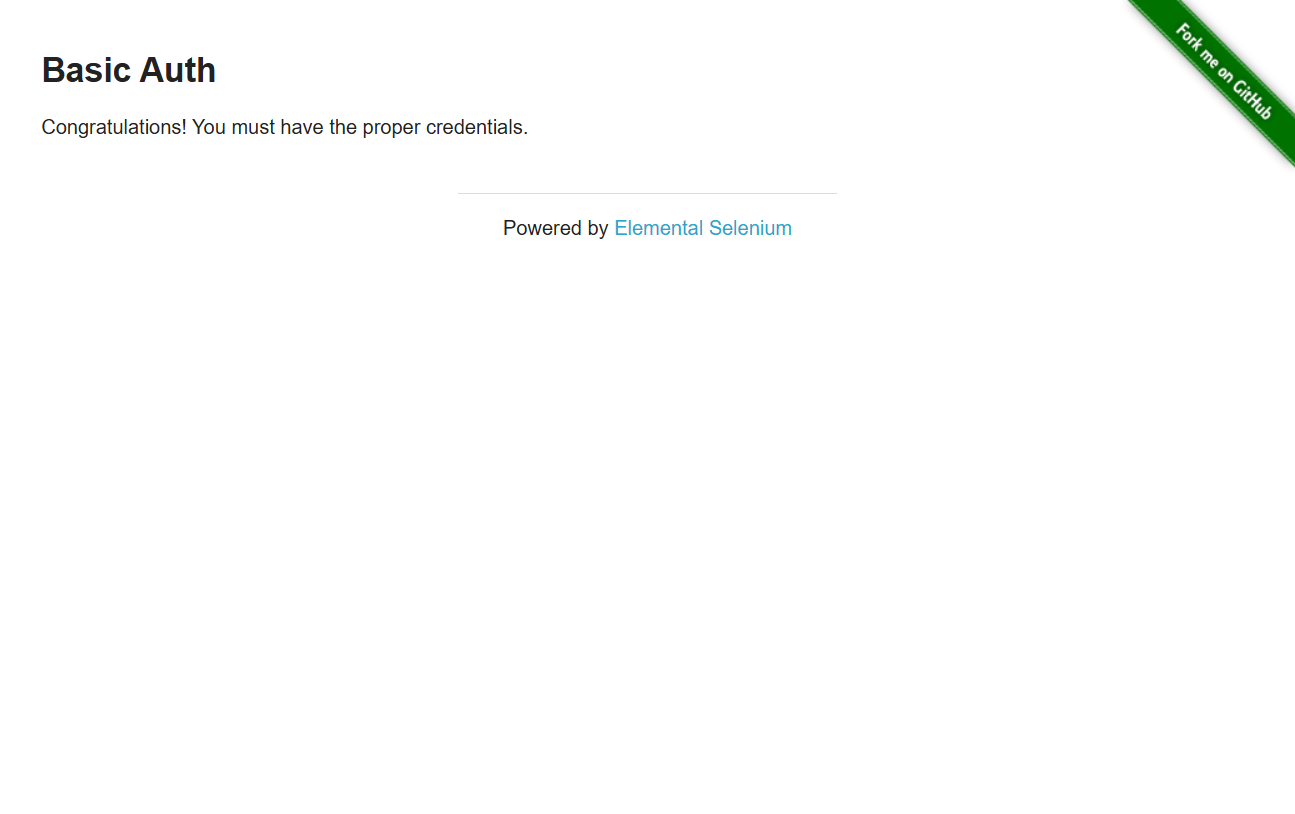 Fork me on GitHub
Basic Auth
Congratulations! You must have the proper credentials.
Powered by Elemental Selenium